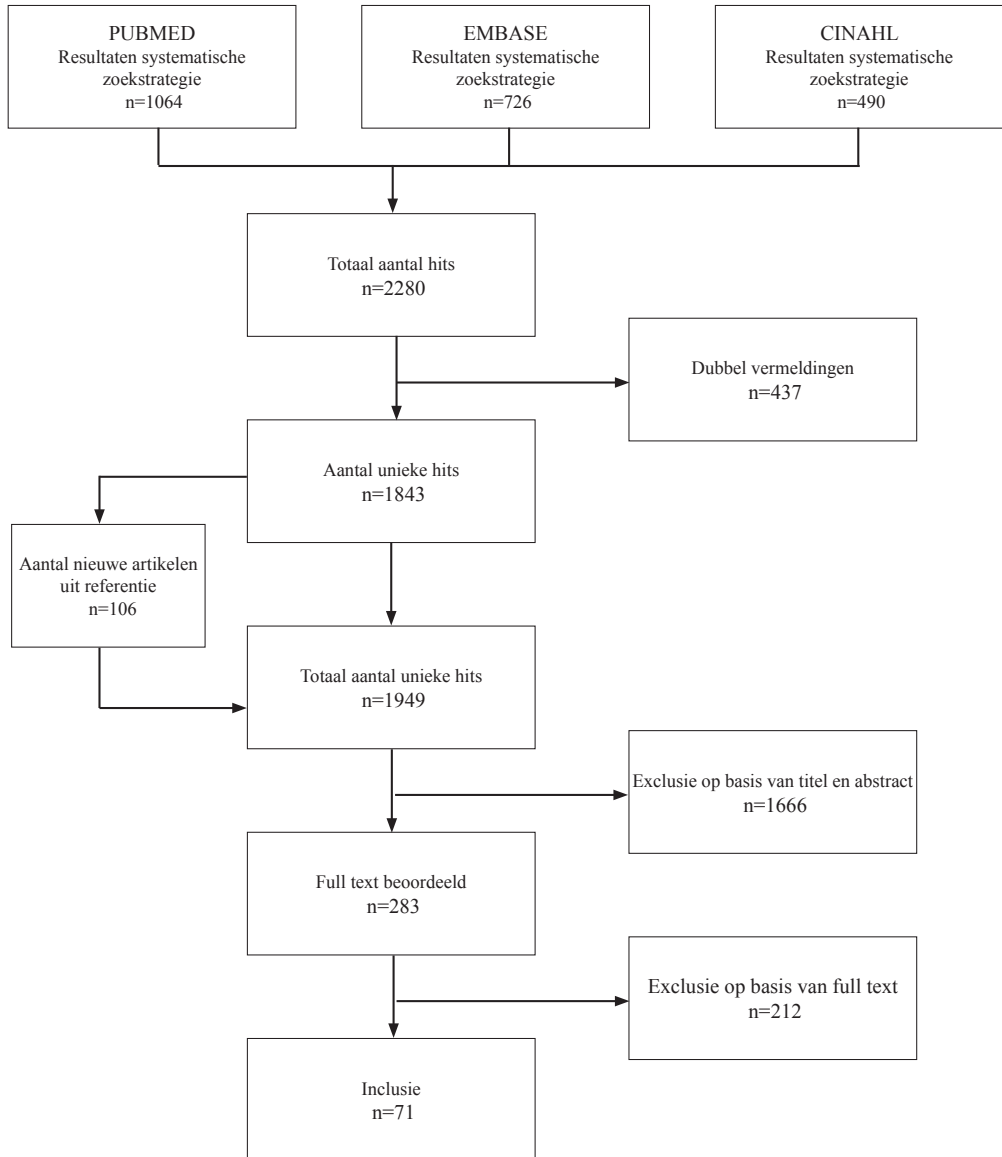 PUBMED
Resultaten systematische
zoekstrategie
n=1064
EMBASE
Resultaten systematische
zoekstrategie
n=726
CINAHL
Resultaten systematische
zoekstrategie
n=490
Totaal aantal hits
n=2280
Dubbel vermeldingen
n=437
Aantal unieke hits
n=1843
Aantal nieuwe artikelen
uit referentie
n=106
Totaal aantal unieke hits
n=1949
Exclusie op basis van titel en abstract
n=1666
Full text beoordeeld
n=283
Exclusie op basis van full text
n=212
Inclusie
n=71